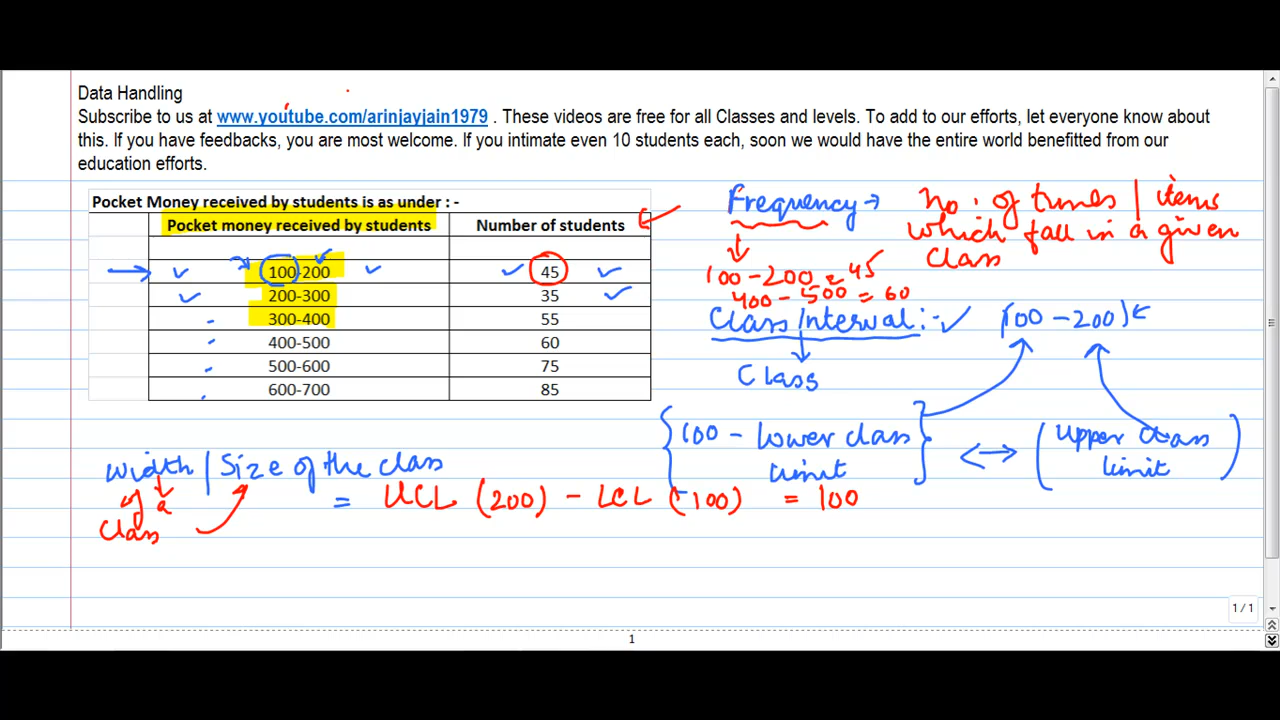 Data Handling
Subscribe to us at www.youtube.com/arinjayjain1979 . These videos are free for all Classes and levels. To add to our efforts, let everyone know about
this. If you have feedbacks, you are most welcome. If you intimate even 10 students each, soon we would have the entire world benefitted from our
education efforts.
Pocket Money received by students is as under : -
Pocket money received by students Number of students
100-200 45
200-300 35
300-400 55
400-500 60
500-600 75
600-700 85
Frequency → no. of times | items
which fall in a given
class
100-200 = 45
400-500 = 60
Class Interval :- (100-200)
Class
100 - lower class
limit
(upper class
limit)
width | size of the class
of a
class
= UCL (200) - LCL (100) = 100
1 / 1
1